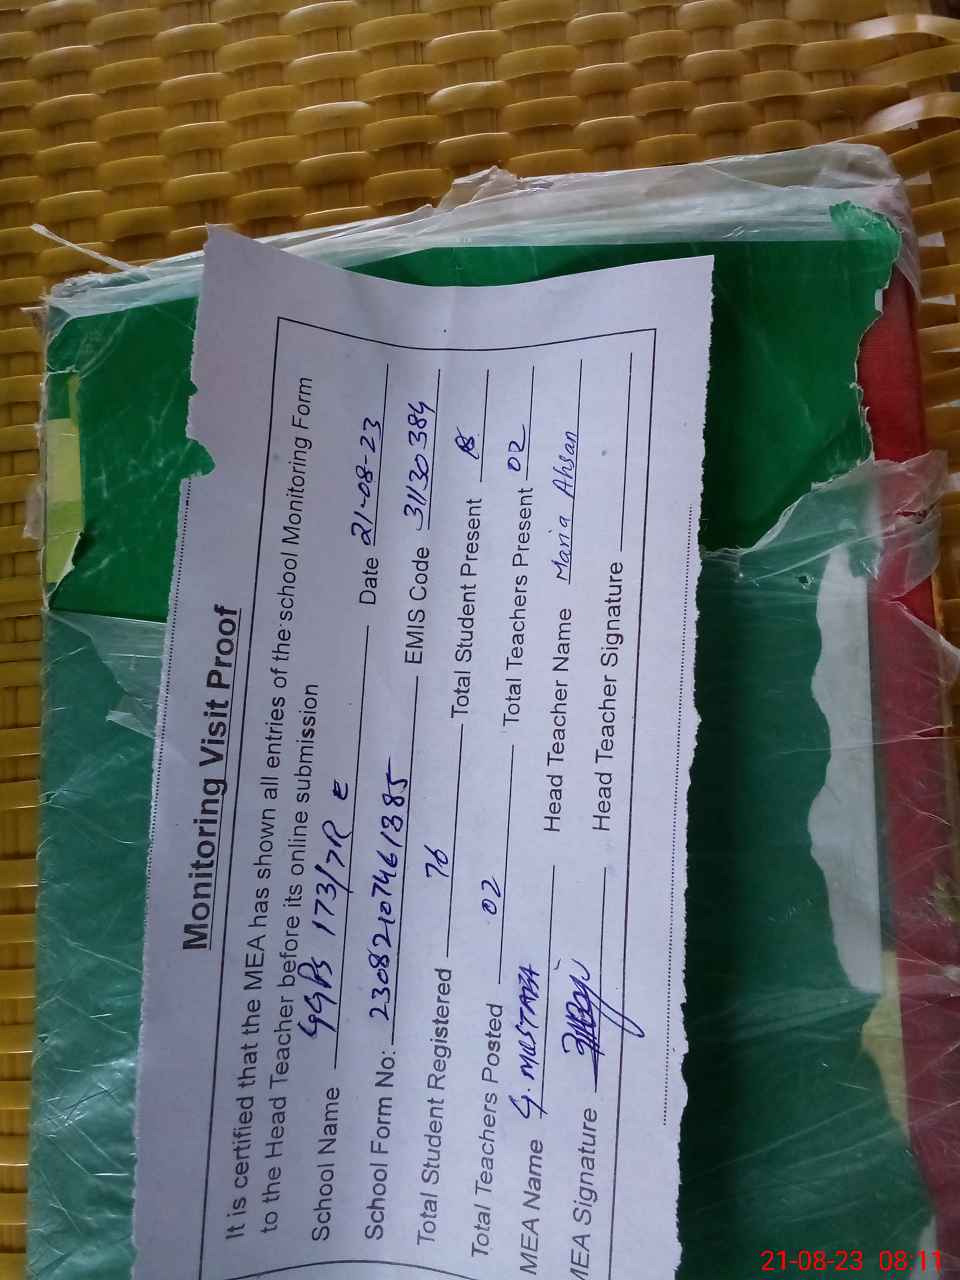 Monitoring Visit Proof
It is certified that the MEA has shown all entries of the school Monitoring Form
to the Head Teacher before its online submission
School Name GGPS 173/7R E Date 21-08-23
School Form No: 23082107461385 EMIS Code 31130384
Total Student Registered 76 Total Student Present 18
Total Teachers Posted 02 Total Teachers Present 02
MEA Name G. MUSTAFA Head Teacher Name Maria Ahsan
MEA Signature Head Teacher Signature
21-08-23 08:11